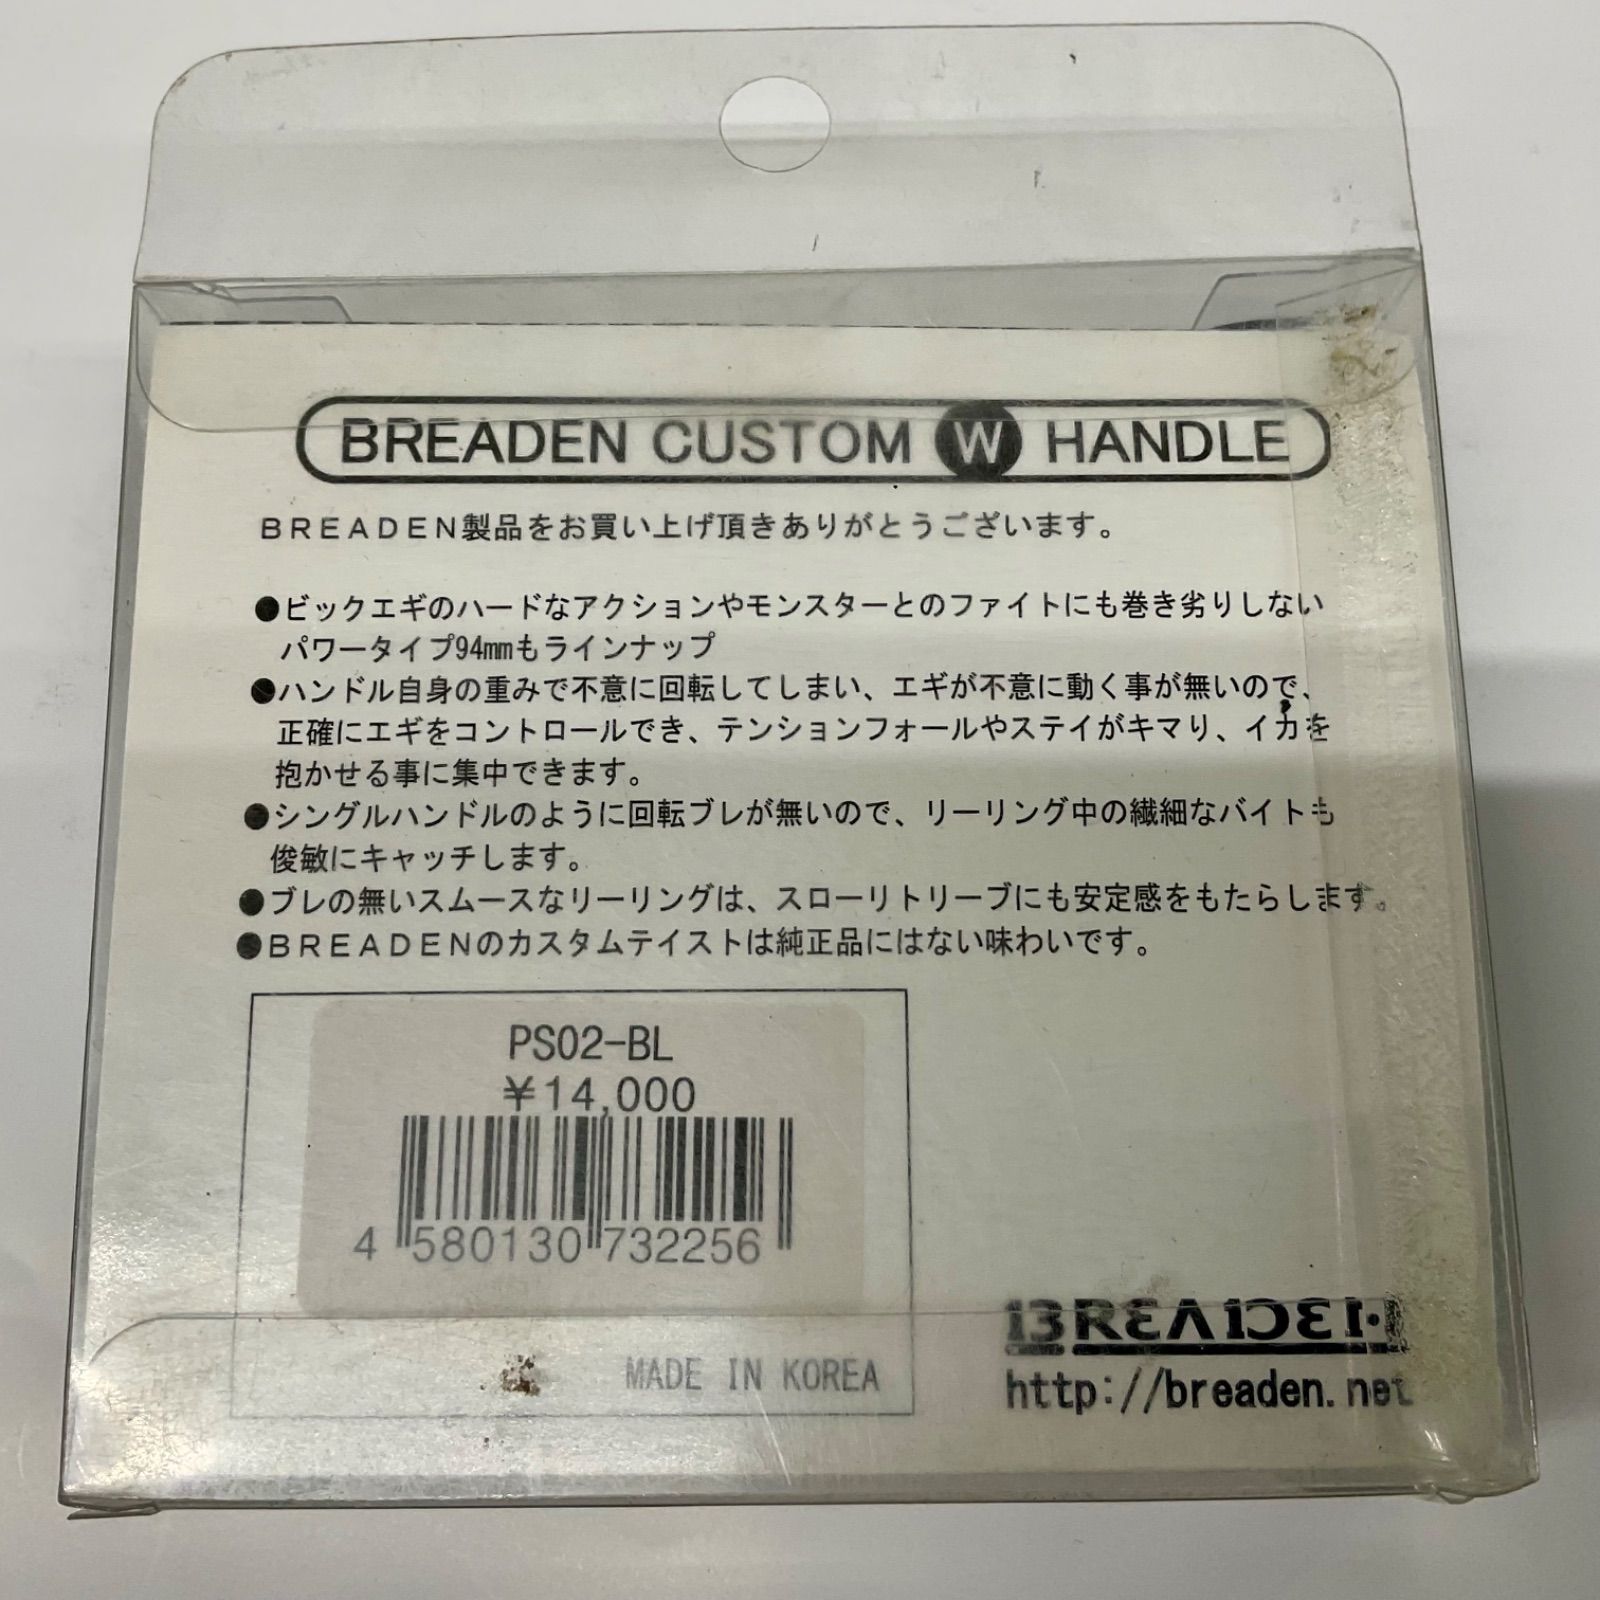 BREADEN CUSTOM W HANDLE
BREADEN製品をお買い上げ頂きありがとうございます。
●ビックエギのハードなアクションやモンスターとのファイトにも巻き劣りしない
パワータイプ94mmもラインナップ
●ハンドル自身の重みで不意に回転してしまい、エギが不意に動く事が無いので、
正確にエギをコントロールでき、テンションフォールやステイがキマり、イカを
抱かせる事に集中できます。
●シングルハンドルのように回転ブレが無いので、リーリング中の繊細なバイトも
俊敏にキャッチします。
●ブレの無いスムースなリーリングは、スローリトリーブにも安定感をもたらします。
●BREADENのカスタムテイストは純正品にはない味わいです。
PS02-BL
¥14,000
4 580130 732256
MADE IN KOREA
BREADEN
http://breaden.net